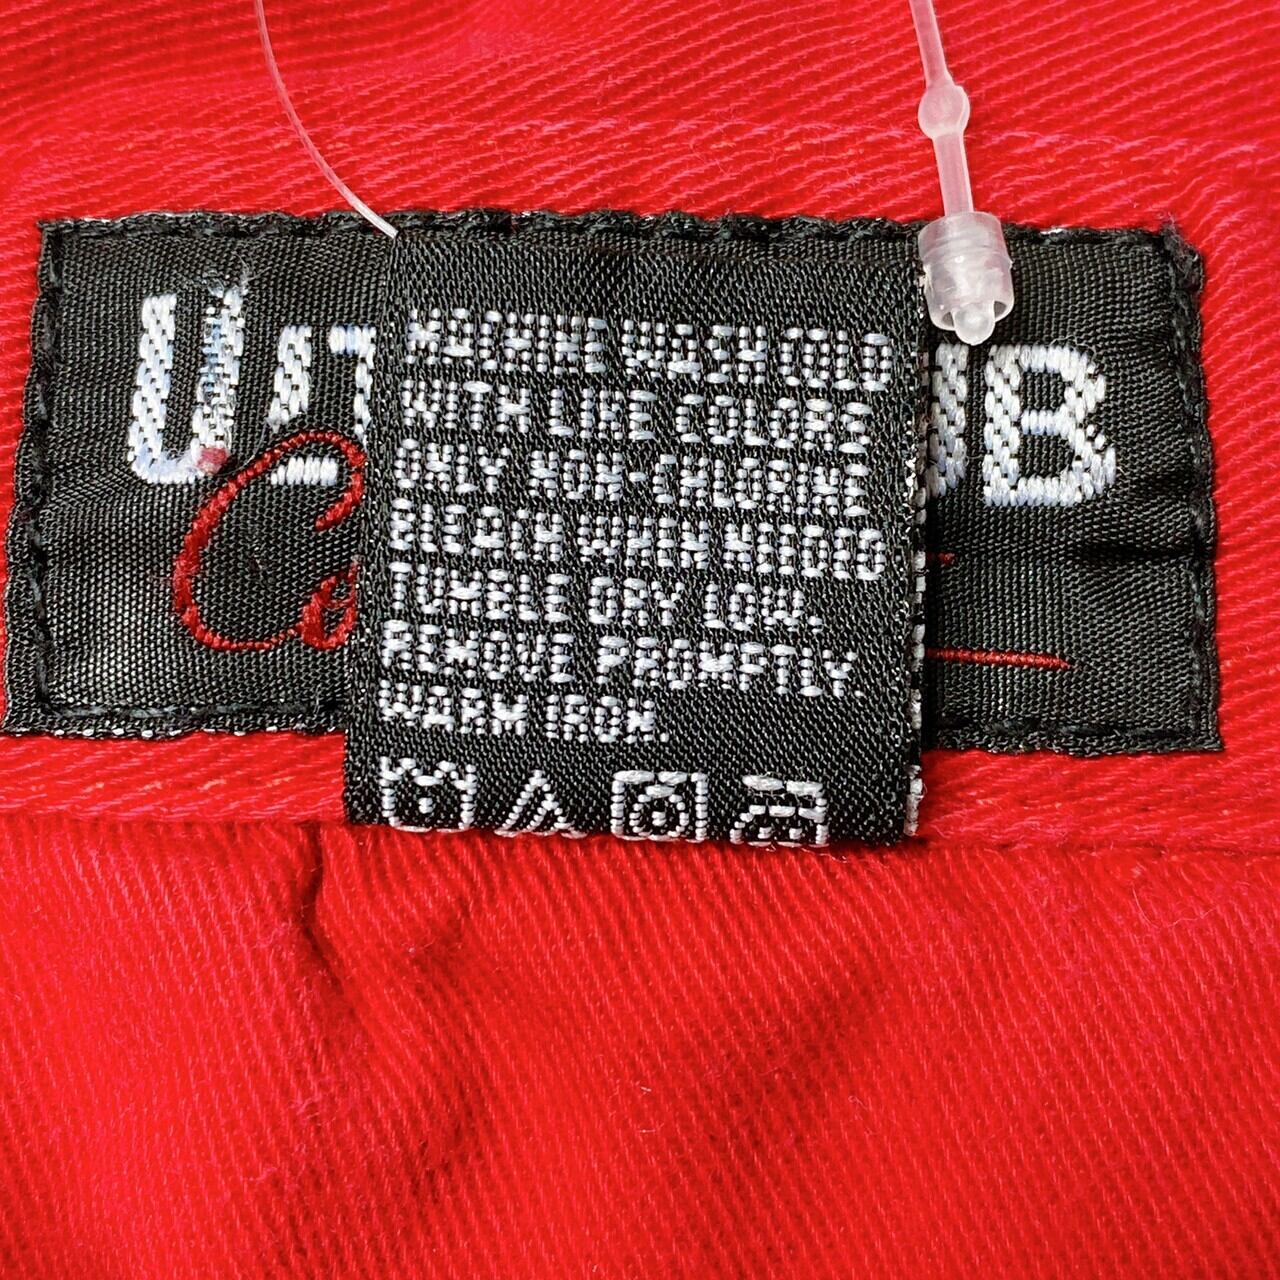 MACHINE WASH COLD
WITH LIKE COLORS
ONLY NON-CHLORINE
BLEACH WHEN NEEDED
TUMBLE DRY LOW.
REMOVE PROMPTLY.
WARM IRON.